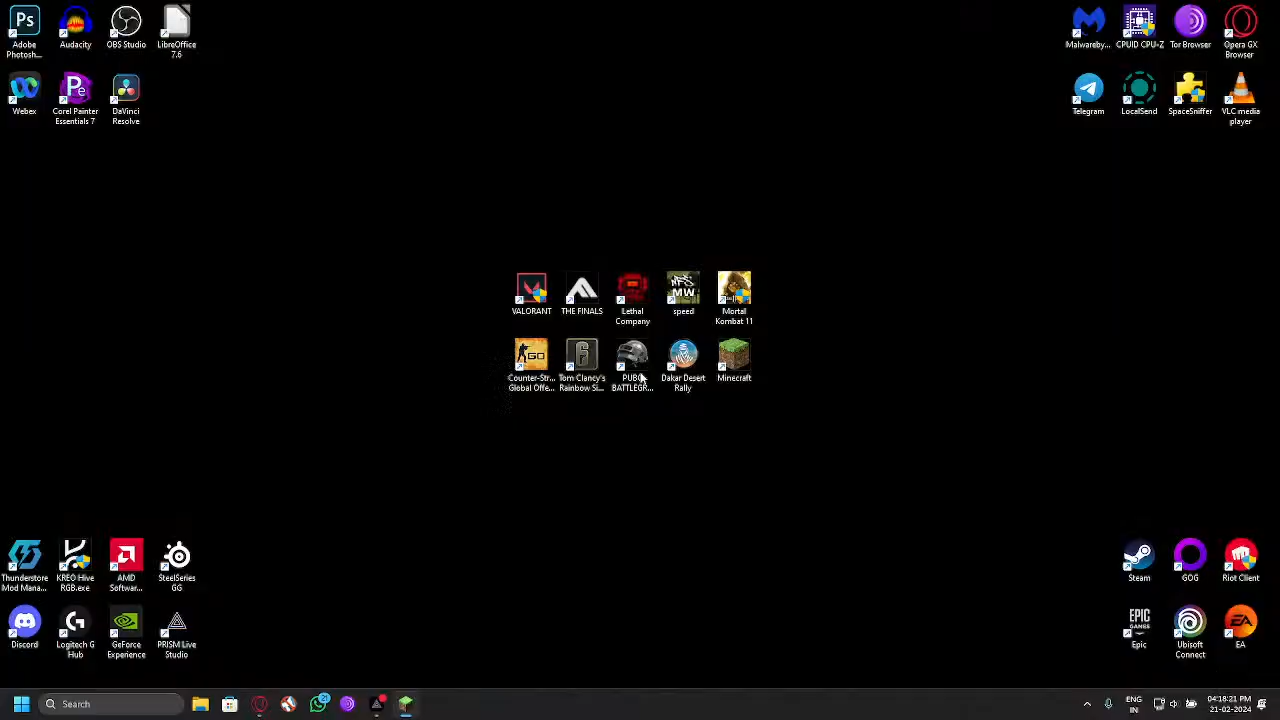 Adobe
Photosh...
Audacity
OBS Studio
LibreOffice
7.6
Webex
Corel Painter
Essentials 7
DaVinci
Resolve
Malwareby...
CPUID CPU-Z
Tor Browser
Opera GX
Browser
Telegram
LocalSend
SpaceSniffer
VLC media
player
VALORANT
THE FINALS
Lethal
Company
speed
Mortal
Kombat 11
Counter-Str...
Global Offe...
Tom Clancy's
Rainbow Si...
PUBG
BATTLEGR...
Dakar Desert
Rally
Minecraft
Thunderstore
Mod Mana...
KREO Hive
RGB.exe
AMD
Softwar...
SteelSeries
GG
Discord
Logitech G
Hub
GeForce
Experience
PRISM Live
Studio
Steam
GOG
Riot Client
Epic
Ubisoft
Connect
EA
Search
ENG
IN
04:18:21 PM
21-02-2024